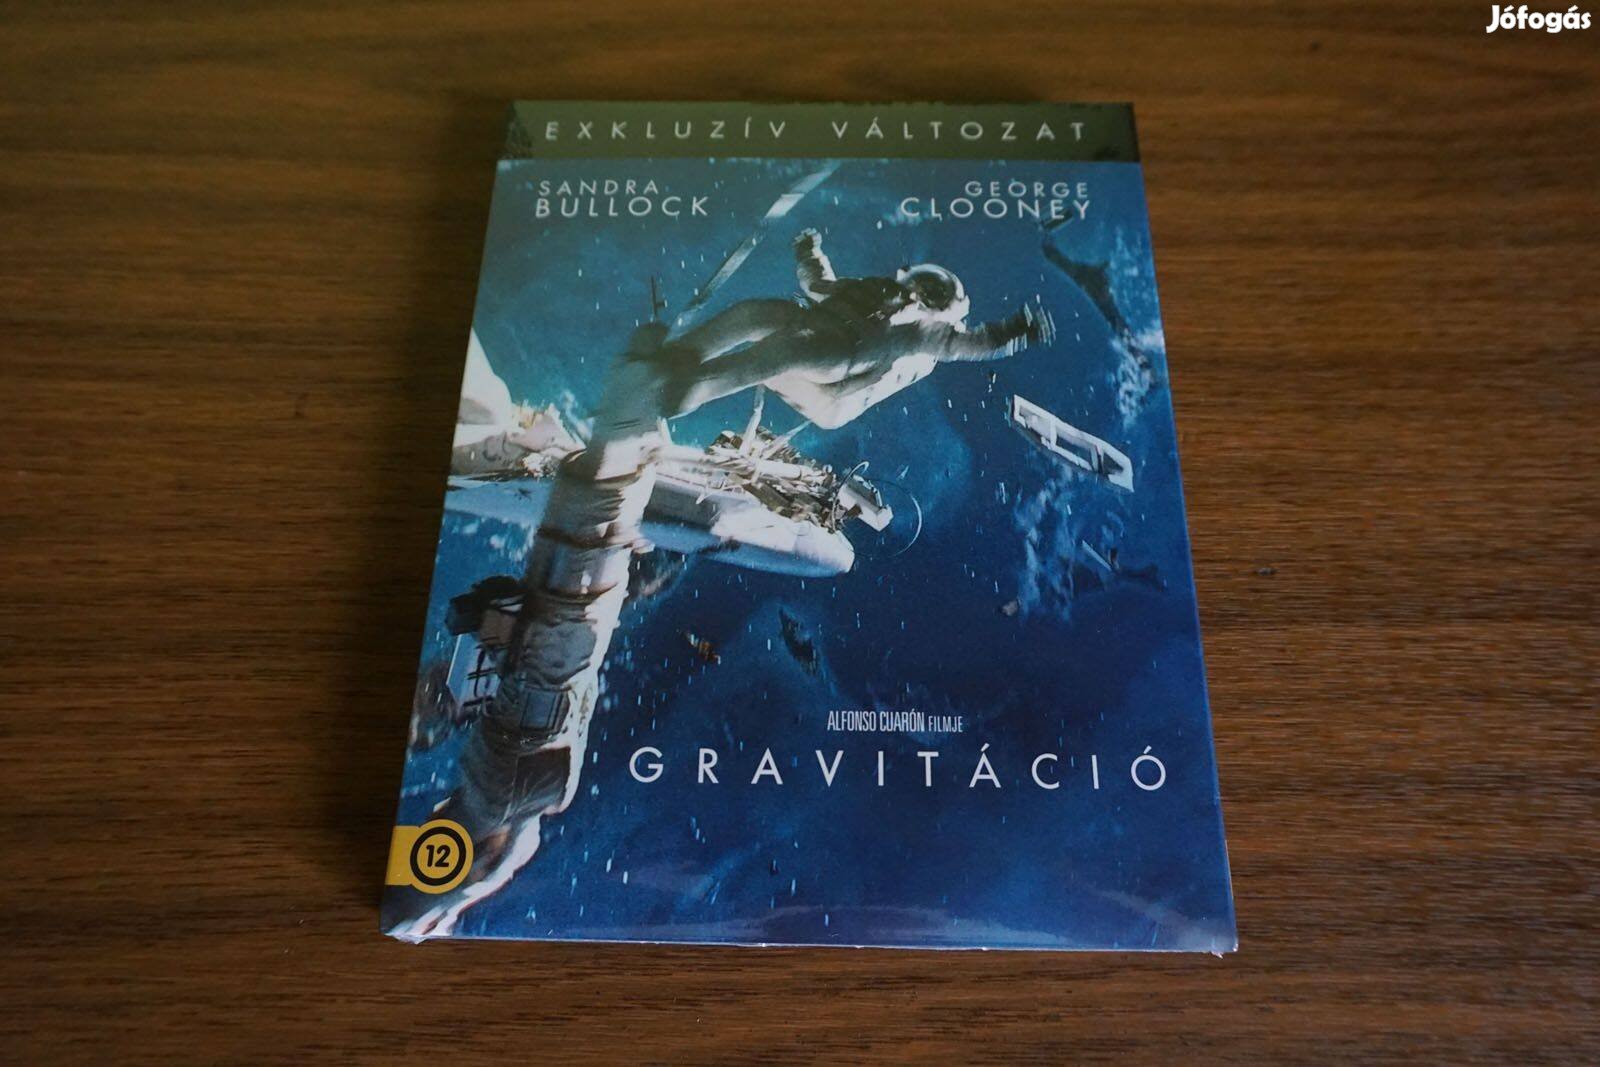 Jófogás
EXKLUZÍV VÁLTOZAT
SANDRA BULLOCK
GEORGE CLOONEY
ALFONSO CUARÓN FILMJE
GRAVITÁCIÓ
12